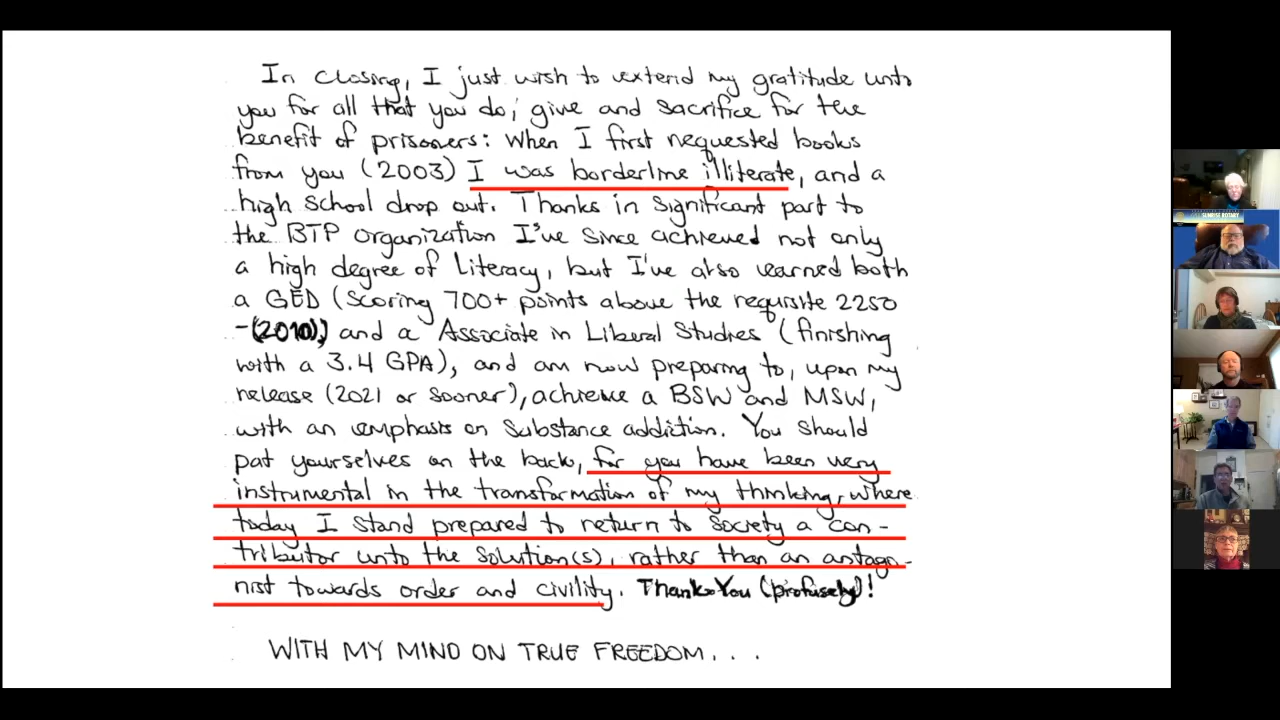 In closing, I just wish to extend my gratitude unto
you for all that you do, give and sacrifice for the
benefit of prisoners: When I first requested books
from you (2003) I was borderline illiterate, and a
high school drop out. Thanks in significant part to
the BTP organization I've since achieved not only
a high degree of literacy, but I've also earned both
a GED (scoring 700+ points above the requisite 2250
-(2010)) and a Associate in Liberal Studies (finishing
with a 3.4 GPA), and am now preparing to, upon my
release (2021 or sooner), achieve a BSW and MSW,
with an emphasis on substance addiction. You should
pat yourselves on the back, for you have been very
instrumental in the transformation of my thinking, where
today I stand prepared to return to society a con-
tributor unto the solution(s), rather than an antago-
nist towards order and civility. Thank You (profusely)!
WITH MY MIND ON TRUE FREEDOM...
SUNRISE ROTARY